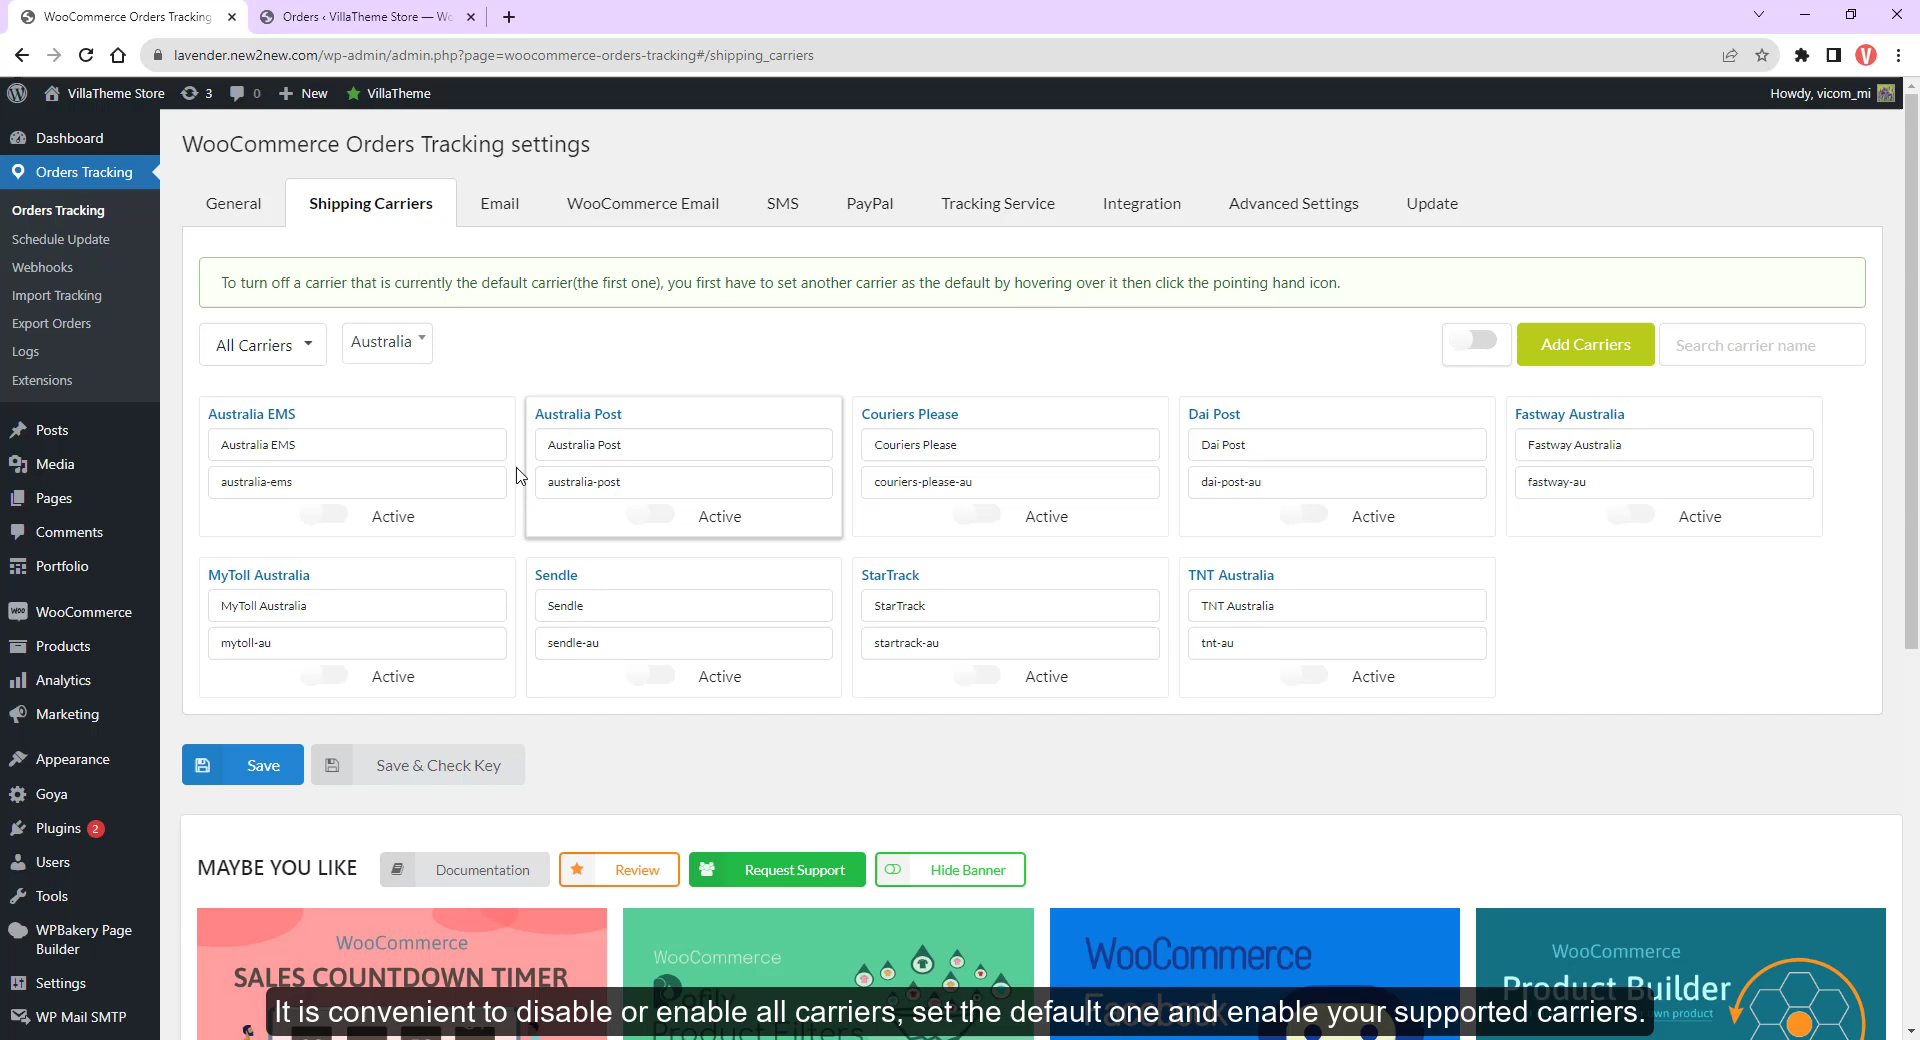 WooCommerce Orders Tracking
Orders ‹ VillaTheme Store — Wo
lavender.new2new.com/wp-admin/admin.php?page=woocommerce-orders-tracking#/shipping_carriers
V
VillaTheme Store 3 0 New VillaTheme
Howdy, vicom_mi
Dashboard
Orders Tracking
Orders Tracking
Schedule Update
Webhooks
Import Tracking
Export Orders
Logs
Extensions
Posts
Media
Pages
Comments
Portfolio
WooCommerce
Products
Analytics
Marketing
Appearance
Goya
Plugins 2
Users
Tools
WPBakery Page
Builder
Settings
WP Mail SMTP
WooCommerce Orders Tracking settings
General Shipping Carriers Email WooCommerce Email SMS PayPal Tracking Service Integration Advanced Settings Update
To turn off a carrier that is currently the default carrier(the first one), you first have to set another carrier as the default by hovering over it then click the pointing hand icon.
All Carriers Australia Add Carriers Search carrier name
Australia EMS
Australia EMS
australia-ems
Active
Australia Post
Australia Post
australia-post
Active
Couriers Please
Couriers Please
couriers-please-au
Active
Dai Post
Dai Post
dai-post-au
Active
Fastway Australia
Fastway Australia
fastway-au
Active
MyToll Australia
MyToll Australia
mytoll-au
Active
Sendle
Sendle
sendle-au
Active
StarTrack
StarTrack
startrack-au
Active
TNT Australia
TNT Australia
tnt-au
Active
Save Save & Check Key
MAYBE YOU LIKE Documentation Review Request Support Hide Banner
WooCommerce
SALES COUNTDOWN TIMER
WooCommerce
Product Filters
WooCommerce
Facebook
WooCommerce
Product Builder
own product
It is convenient to disable or enable all carriers, set the default one and enable your supported carriers.